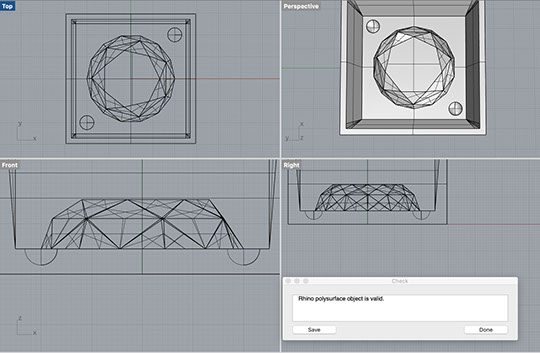 Top
Perspective
y
x
x
y
z
Front
Right
z
x
z
y
Check
Rhino polysurface object is valid.
Save
Done